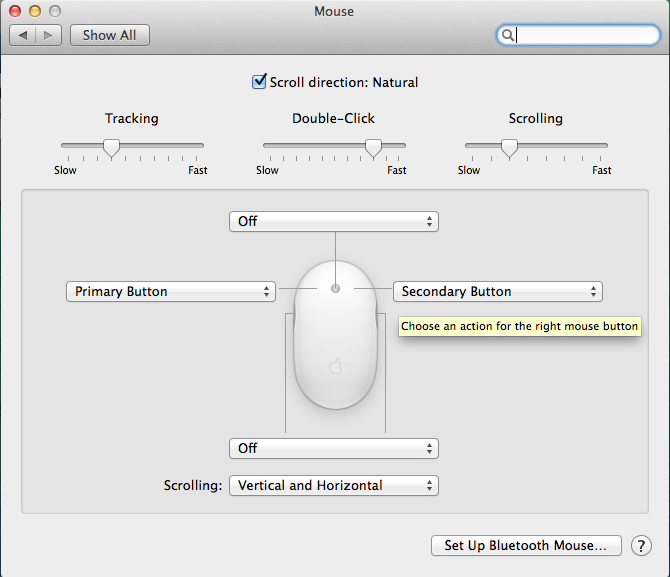 Mouse
Show All
Scroll direction: Natural
Tracking Double-Click Scrolling
Slow Fast Slow Fast Slow Fast
Off
Primary Button Secondary Button
Choose an action for the right mouse button
Off
Scrolling: Vertical and Horizontal
Set Up Bluetooth Mouse... ?